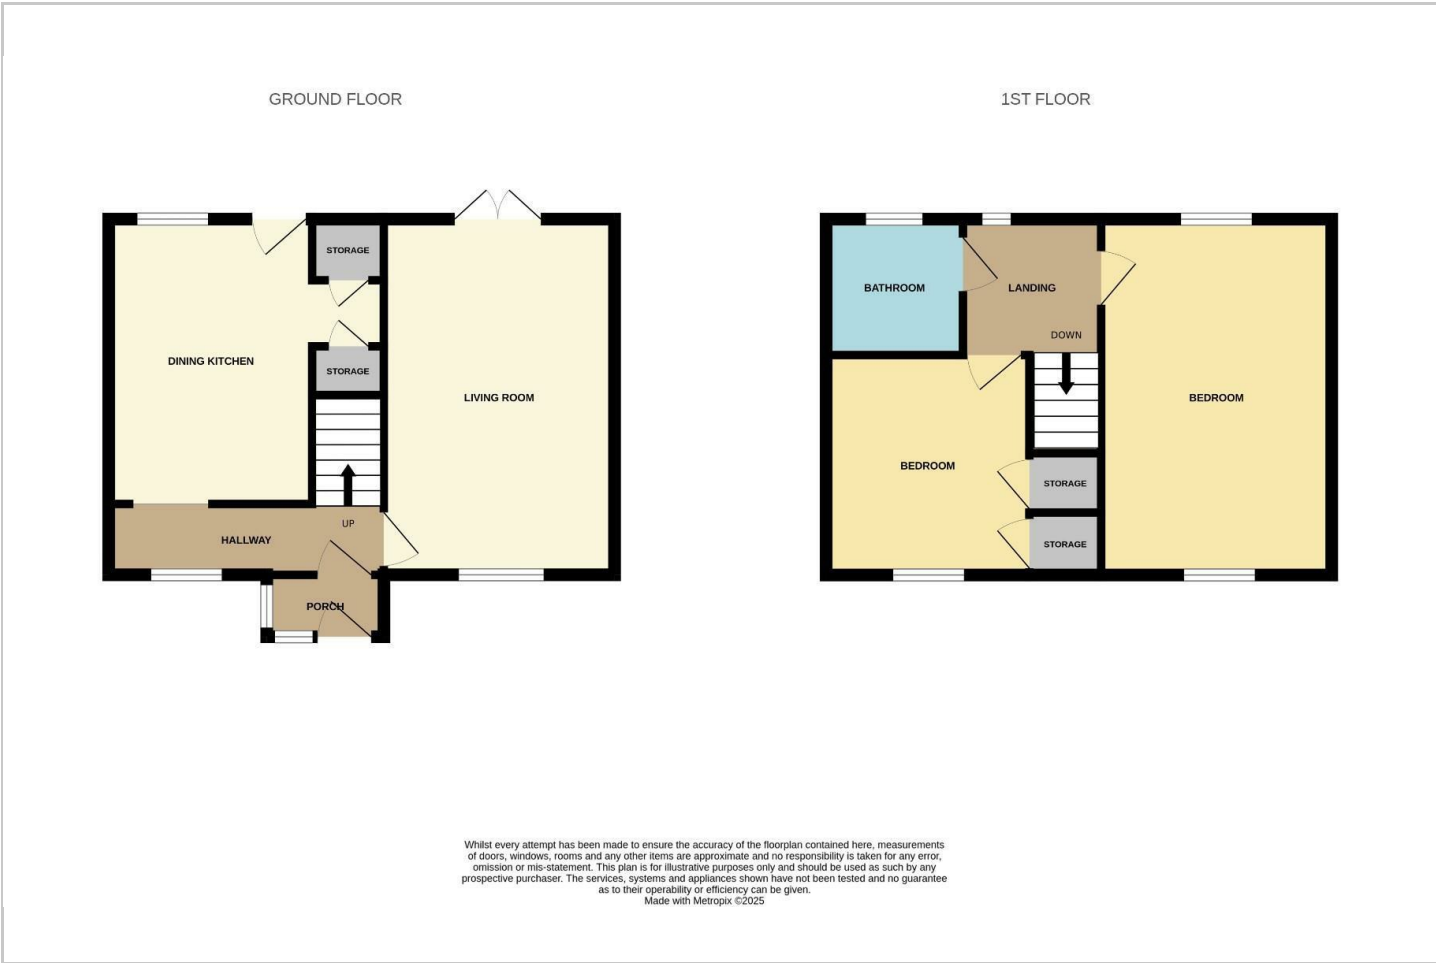 GROUND FLOOR
STORAGE
DINING KITCHEN
STORAGE
LIVING ROOM
UP
HALLWAY
PORCH
1ST FLOOR
BATHROOM
LANDING
DOWN
BEDROOM
BEDROOM
STORAGE
STORAGE
Whilst every attempt has been made to ensure the accuracy of the floorplan contained here, measurements
of doors, windows, rooms and any other items are approximate and no responsibility is taken for any error,
omission or mis-statement. This plan is for illustrative purposes only and should be used as such by any
prospective purchaser. The services, systems and appliances shown have not been tested and no guarantee
as to their operability or efficiency can be given.
Made with Metropix ©2025